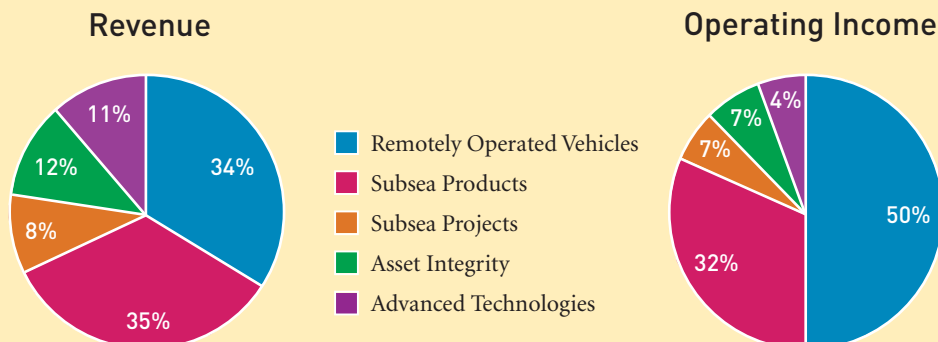 Revenue
Operating Income
11%
34%
12%
8%
35%
Remotely Operated Vehicles
Subsea Products
Subsea Projects
Asset Integrity
Advanced Technologies
4%
7%
7%
50%
32%